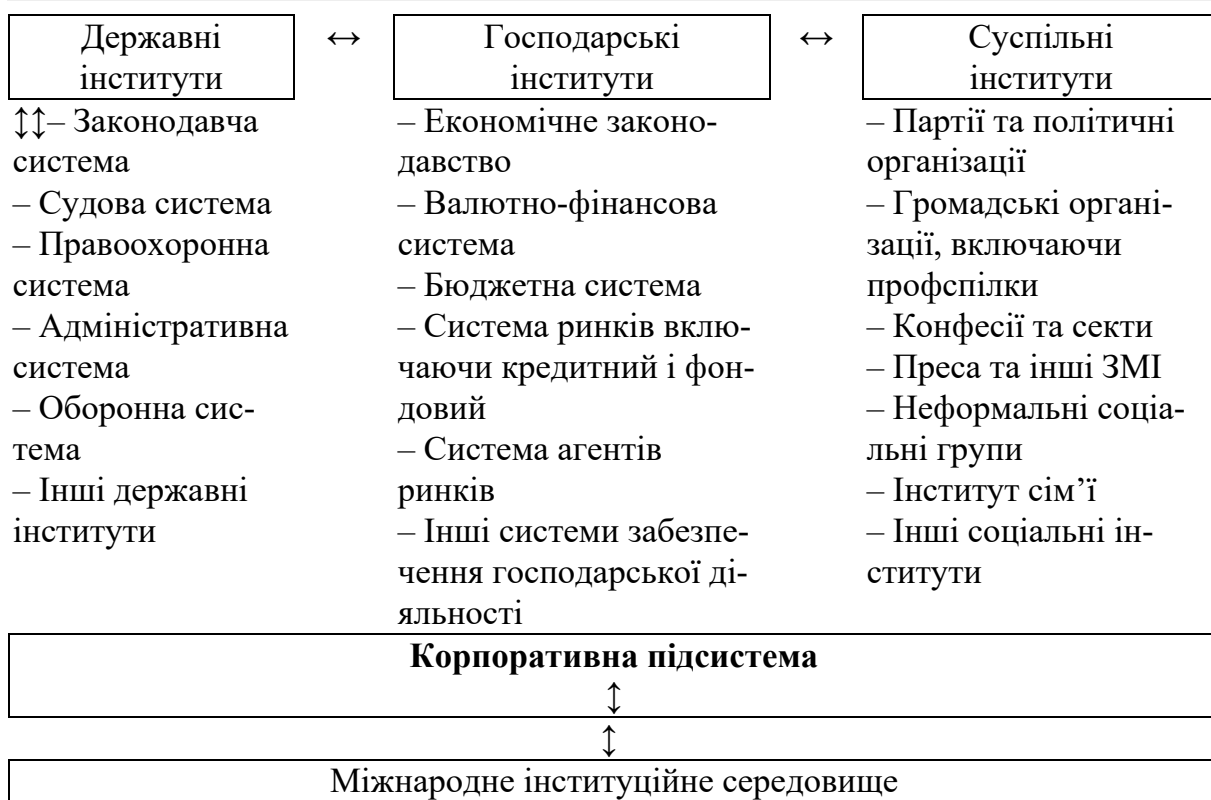 Державні
інститути
↔
Господарські
інститути
↔
Суспільні
інститути
↕↕– Законодавча
система
– Судова система
– Правоохоронна
система
– Адміністративна
система
– Оборонна сис-
тема
– Інші державні
інститути
– Економічне законо-
давство
– Валютно-фінансова
система
– Бюджетна система
– Система ринків вклю-
чаючи кредитний і фон-
довий
– Система агентів
ринків
– Інші системи забезпе-
чення господарської ді-
яльності
– Партії та політичні
організації
– Громадські органі-
зації, включаючи
профспілки
– Конфесії та секти
– Преса та інші ЗМІ
– Неформальні соціа-
льні групи
– Інститут сім’ї
– Інші соціальні ін-
ститути
Корпоративна підсистема
↕
↕
Міжнародне інституційне середовище